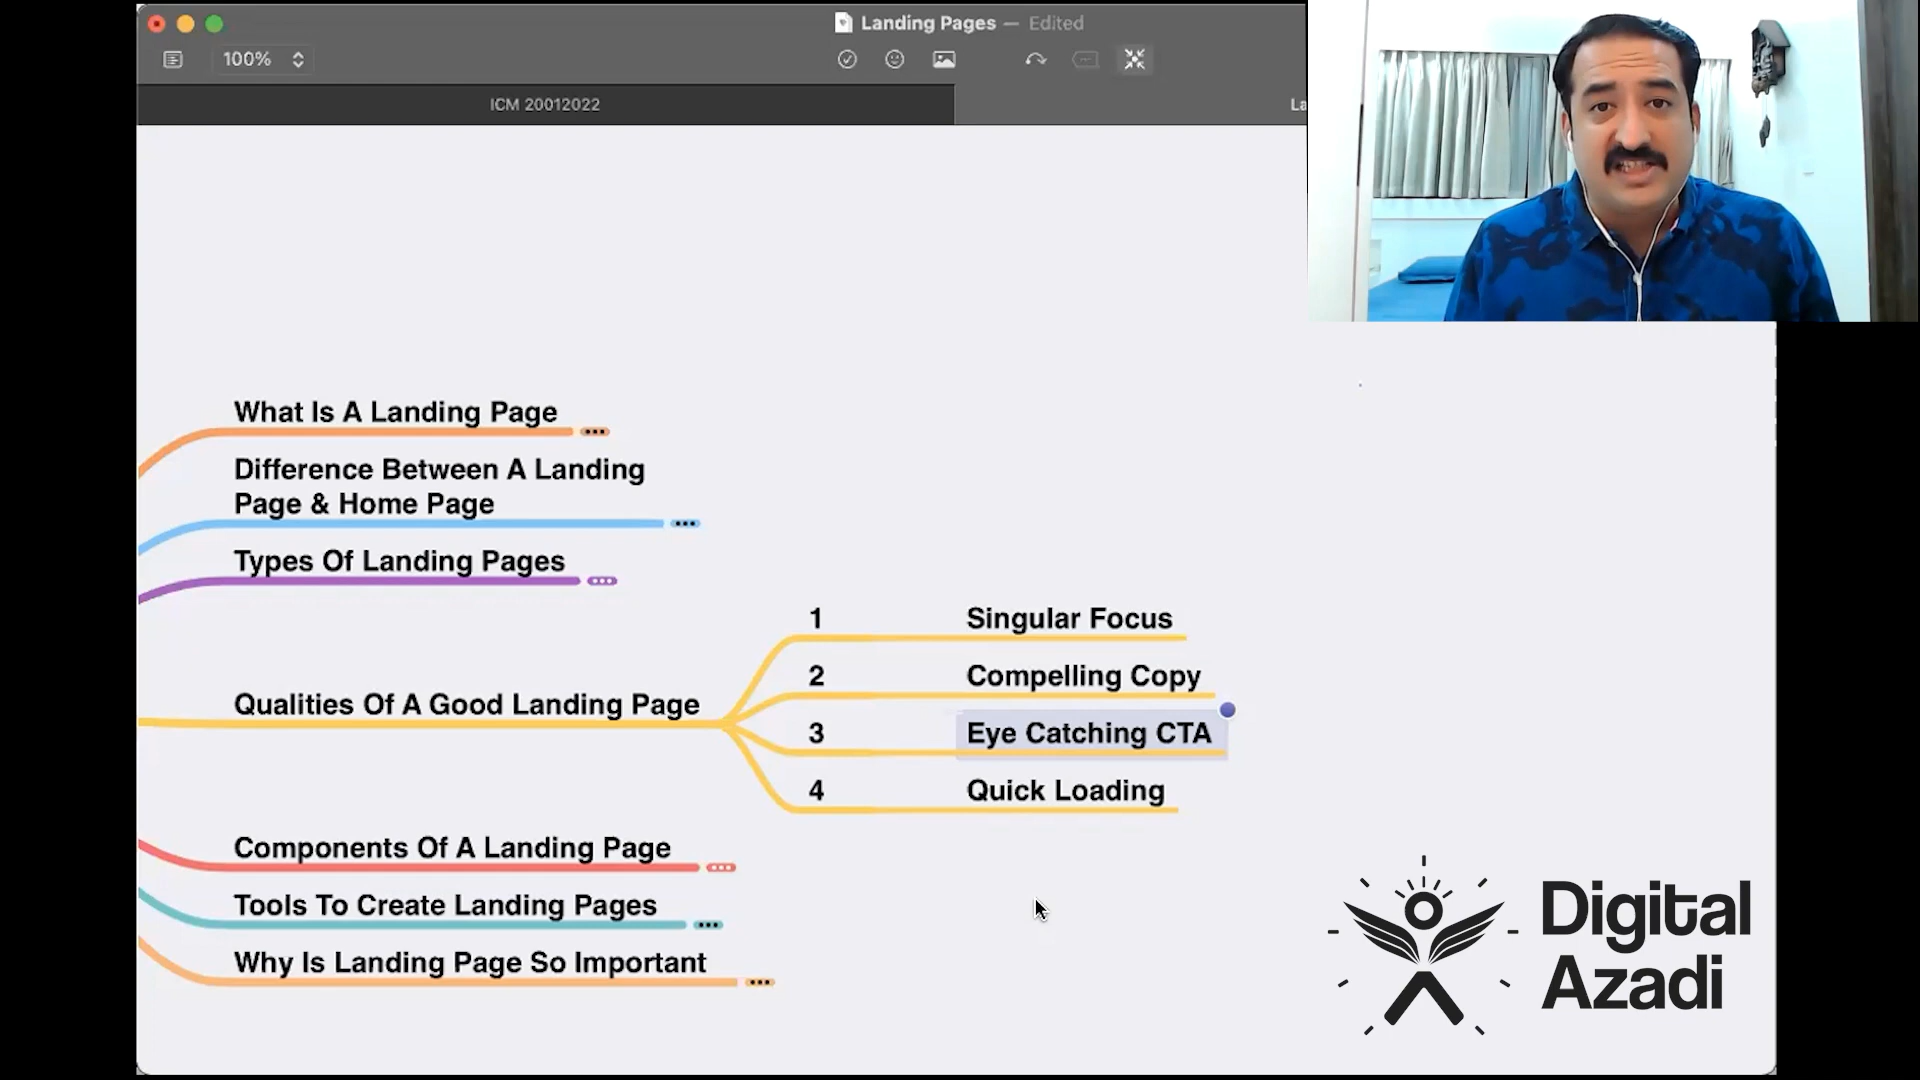 Landing Pages — Edited
100%
ICM 20012022
La
What Is A Landing Page
Difference Between A Landing
Page & Home Page
Types Of Landing Pages
Qualities Of A Good Landing Page
1 Singular Focus
2 Compelling Copy
3 Eye Catching CTA
4 Quick Loading
Components Of A Landing Page
Tools To Create Landing Pages
Why Is Landing Page So Important
Digital
Azadi